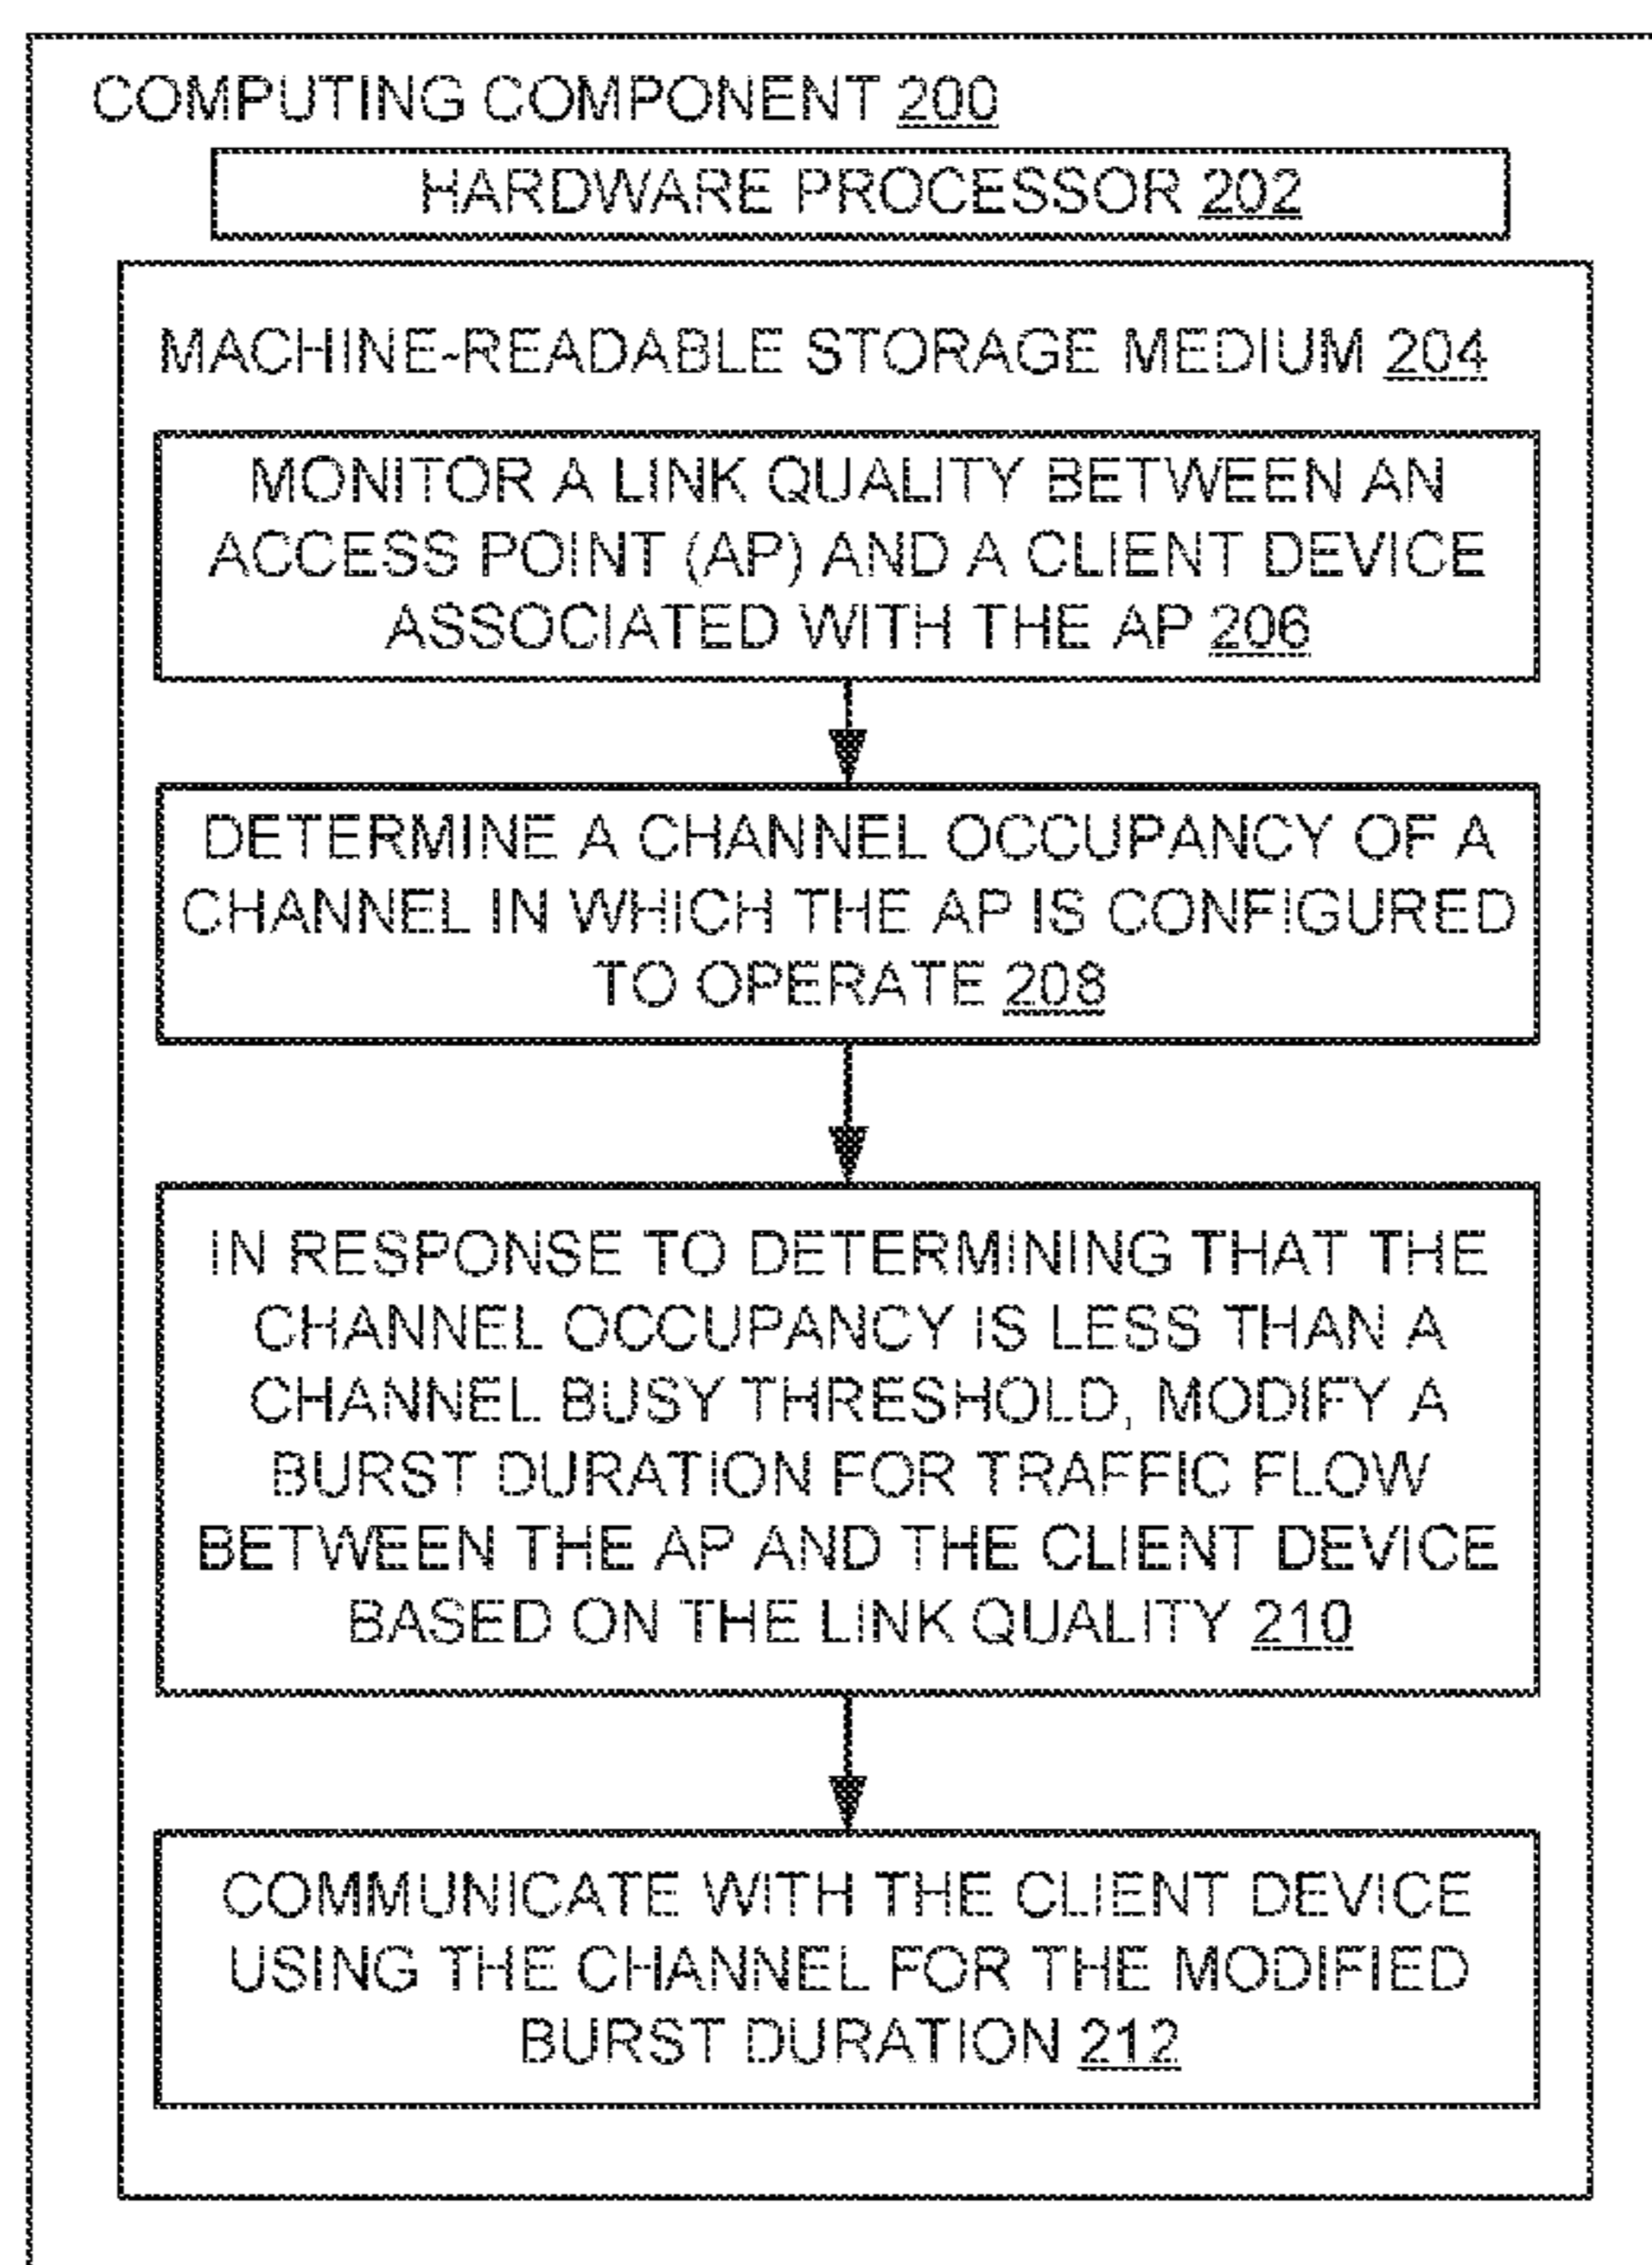 COMPUTING COMPONENT 200
HARDWARE PROCESSOR 202
MACHINE-READABLE STORAGE MEDIUM 204
MONITOR A LINK QUALITY BETWEEN AN
ACCESS POINT (AP) AND A CLIENT DEVICE
ASSOCIATED WITH THE AP 206
DETERMINE A CHANNEL OCCUPANCY OF A
CHANNEL IN WHICH THE AP IS CONFIGURED
TO OPERATE 208
IN RESPONSE TO DETERMINING THAT THE
CHANNEL OCCUPANCY IS LESS THAN A
CHANNEL BUSY THRESHOLD, MODIFY A
BURST DURATION FOR TRAFFIC FLOW
BETWEEN THE AP AND THE CLIENT DEVICE
BASED ON THE LINK QUALITY 210
COMMUNICATE WITH THE CLIENT DEVICE
USING THE CHANNEL FOR THE MODIFIED
BURST DURATION 212